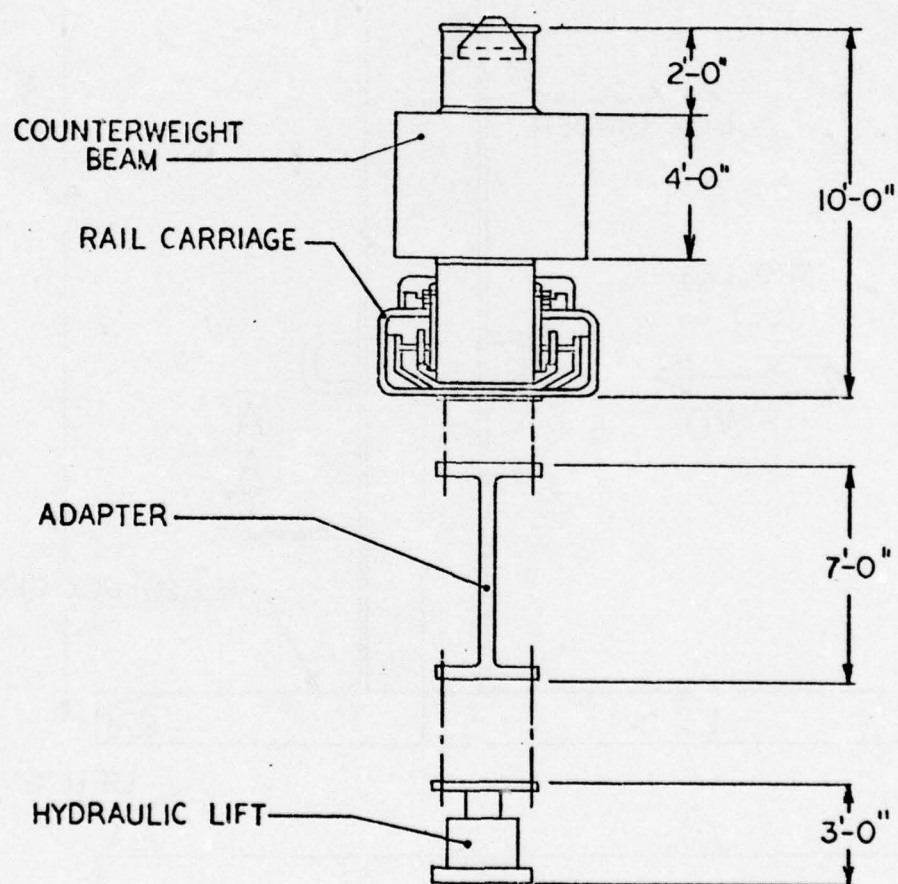 2'-0"
COUNTERWEIGHT
BEAM
4'-0"
10'-0"
RAIL CARRIAGE
ADAPTER
7'-0"
HYDRAULIC LIFT
3'-0"